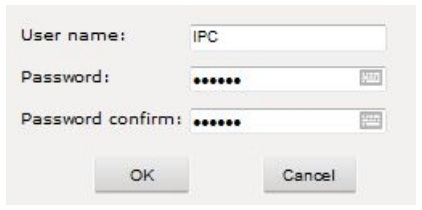 User name: IPC
Password: ••••••
Password confirm: ••••••
OK Cancel